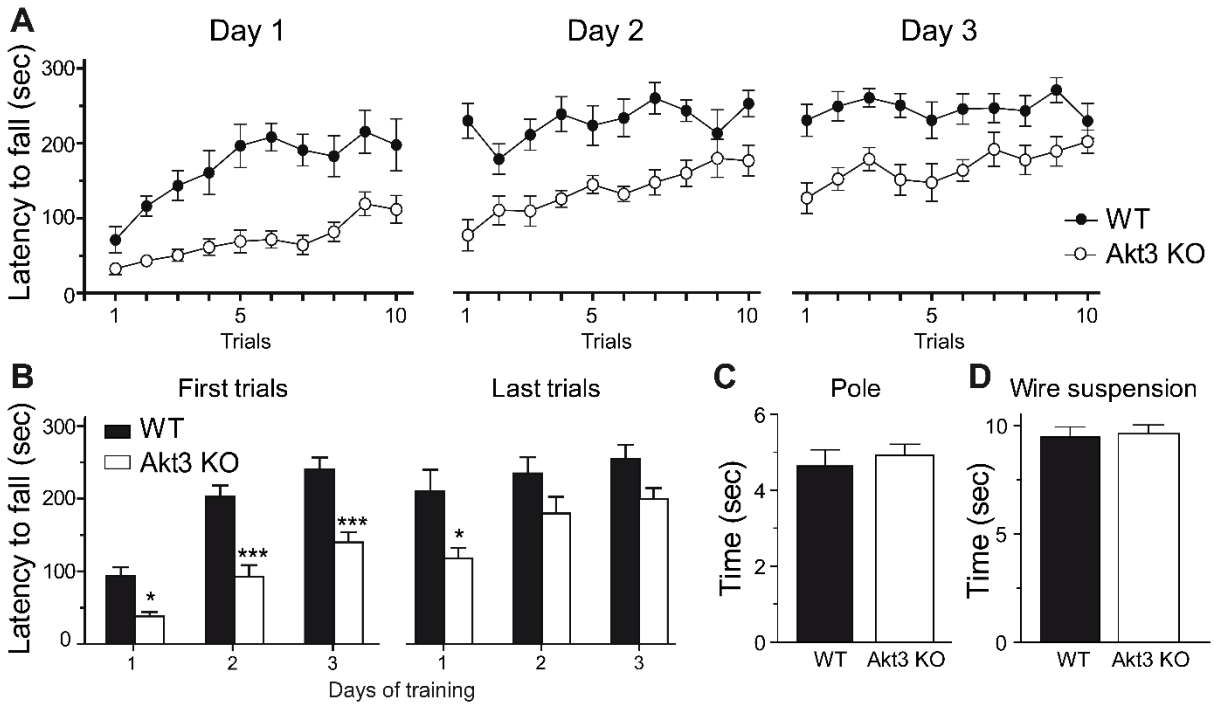 A
Day 1
Day 2
Day 3
Latency to fall (sec)
300
200
100
0
1
5
10
Trials
1
5
10
Trials
1
5
10
Trials
WT
Akt3 KO
B
First trials
Last trials
Latency to fall (sec)
300
200
100
0
WT
Akt3 KO
*
***
***
*
1
2
3
1
2
3
Days of training
C
Pole
Time (sec)
6
4
2
0
WT
Akt3 KO
D
Wire suspension
Time (sec)
10
5
0
WT
Akt3 KO